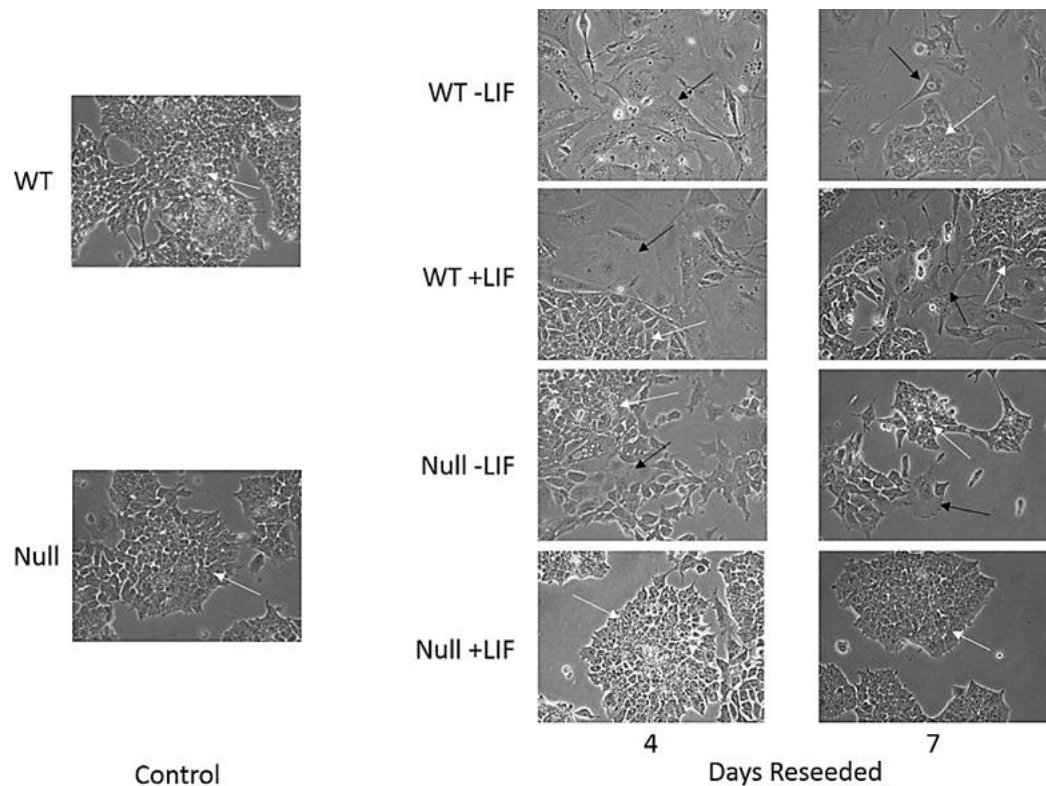 WT
Null
Control
WT -LIF
WT +LIF
Null -LIF
Null +LIF
4
7
Days Reseeded